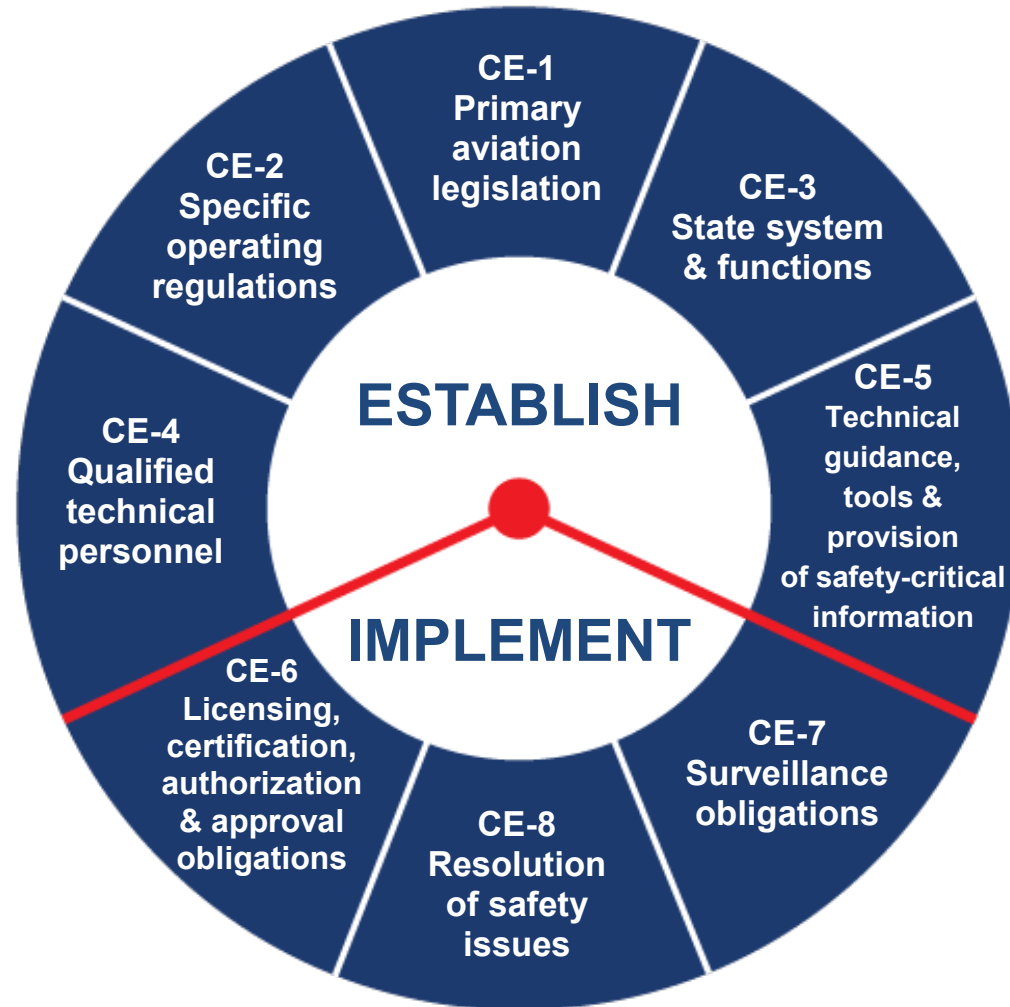 CE-1
Primary
aviation
legislation
CE-2
Specific
operating
regulations
CE-3
State system
& functions
CE-4
Qualified
technical
personnel
CE-5
Technical
guidance,
tools &
provision
of safety-critical
information
ESTABLISH
IMPLEMENT
CE-6
Licensing,
certification,
authorization
& approval
obligations
CE-7
Surveillance
obligations
CE-8
Resolution
of safety
issues